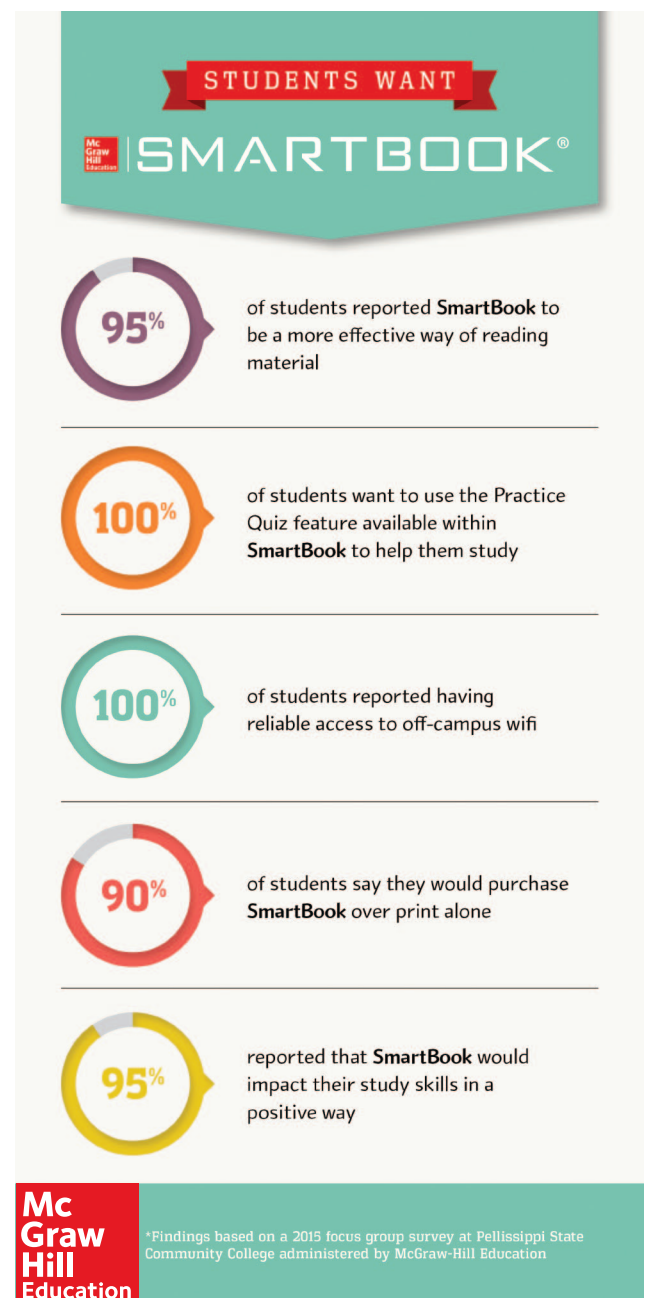 STUDENTS WANT
Mc
Graw
Hill
Education
SMARTBOOK®
95%
of students reported SmartBook to
be a more effective way of reading
material
100%
of students want to use the Practice
Quiz feature available within
SmartBook to help them study
100%
of students reported having
reliable access to off-campus wifi
90%
of students say they would purchase
SmartBook over print alone
95%
reported that SmartBook would
impact their study skills in a
positive way
Mc
Graw
Hill
Education
*Findings based on a 2015 focus group survey at Pellissippi State
Community College administered by McGraw-Hill Education